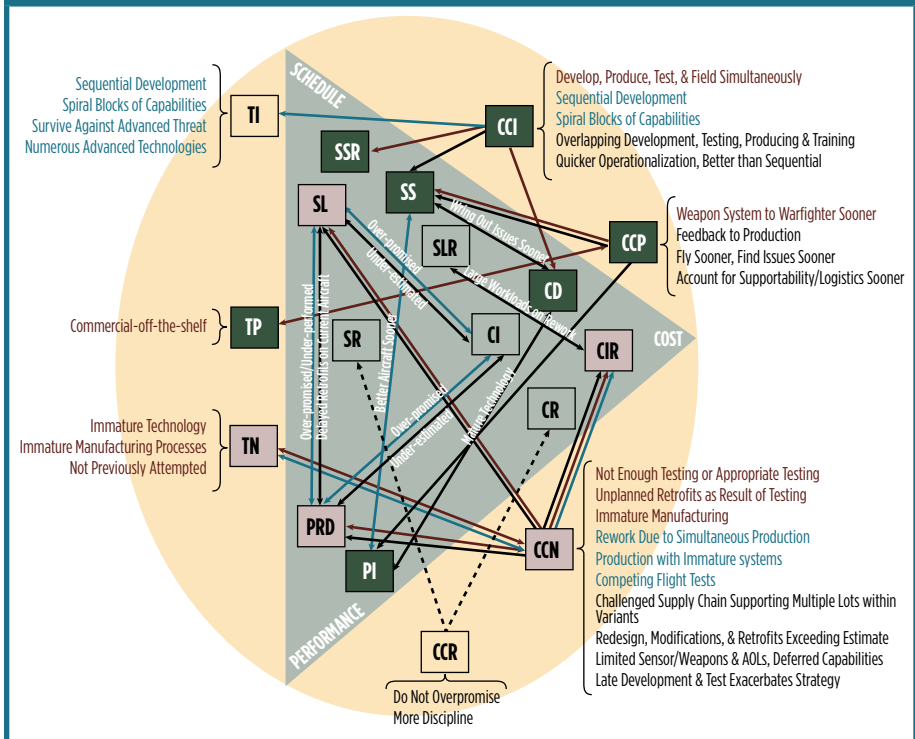 Sequential Development
Spiral Blocks of Capabilities
Survive Against Advanced Threat
Numerous Advanced Technologies
TI
SCHEDULE
CCI
Develop, Produce, Test, & Field Simultaneously
Sequential Development
Spiral Blocks of Capabilities
Overlapping Development, Testing, Producing & Training
Quicker Operationalization, Better than Sequential
SSR
SS
SL
SLR
Wring Out Issues Sooner
Over-promised
Under-estimated
CCP
Weapon System to Warfighter Sooner
Feedback to Production
Fly Sooner, Find Issues Sooner
Account for Supportability/Logistics Sooner
CD
Large Workloads on Rework
Commercial-off-the-shelf
TP
SR
CI
CIR
COST
Over-promised/Under-performed
Delayed Retrofits on Current Aircraft
Better Aircraft Sooner
Over-promised
Under-estimated
Mature Technology
CR
Immature Technology
Immature Manufacturing Processes
Not Previously Attempted
TN
PRD
PI
CCN
Not Enough Testing or Appropriate Testing
Unplanned Retrofits as Result of Testing
Immature Manufacturing
Rework Due to Simultaneous Production
Production with Immature systems
Competing Flight Tests
Challenged Supply Chain Supporting Multiple Lots within
Variants
Redesign, Modifications, & Retrofits Exceeding Estimate
Limited Sensor/Weapons & AOLs, Deferred Capabilities
Late Development & Test Exacerbates Strategy
PERFORMANCE
CCR
Do Not Overpromise
More Discipline